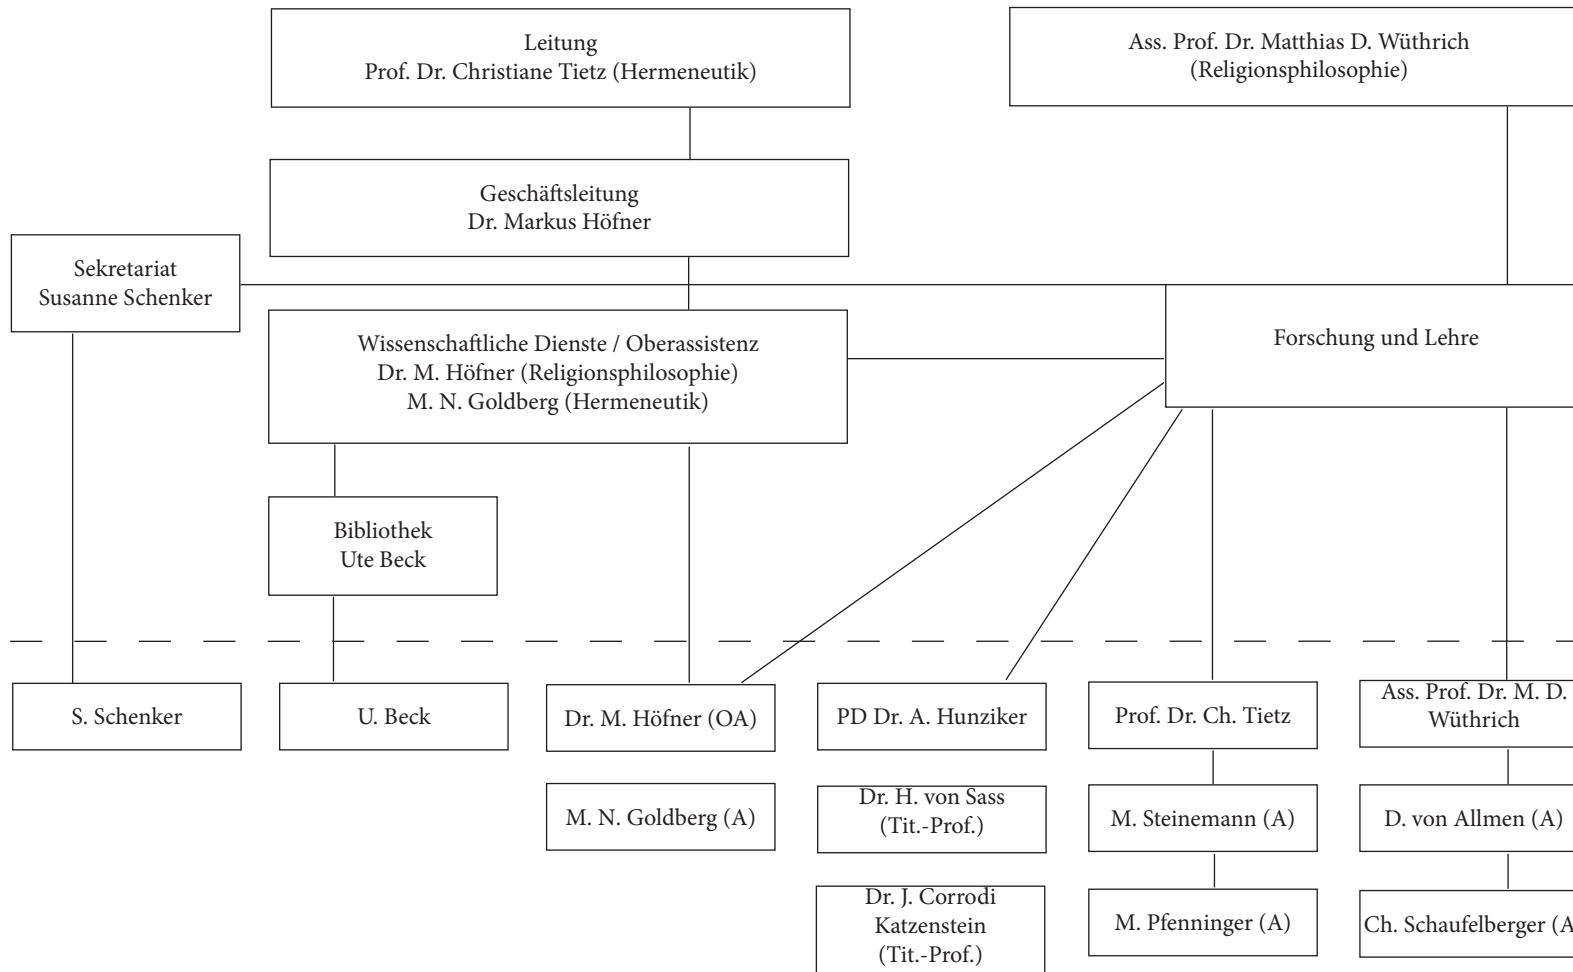 Leitung
Prof. Dr. Christiane Tietz (Hermeneutik)
Ass. Prof. Dr. Matthias D. Wüthrich
(Religionsphilosophie)
Geschäftsleitung
Dr. Markus Höfner
Sekretariat
Susanne Schenker
Forschung und Lehre
Wissenschaftliche Dienste / Oberassistenz
Dr. M. Höfner (Religionsphilosophie)
M. N. Goldberg (Hermeneutik)
Bibliothek
Ute Beck
S. Schenker
U. Beck
Dr. M. Höfner (OA)
PD Dr. A. Hunziker
Prof. Dr. Ch. Tietz
Ass. Prof. Dr. M. D.
Wüthrich
M. N. Goldberg (A)
Dr. H. von Sass
(Tit.-Prof.)
M. Steinemann (A)
D. von Allmen (A)
Dr. J. Corrodi
Katzenstein
(Tit.-Prof.)
M. Pfenninger (A)
Ch. Schaufelberger (A